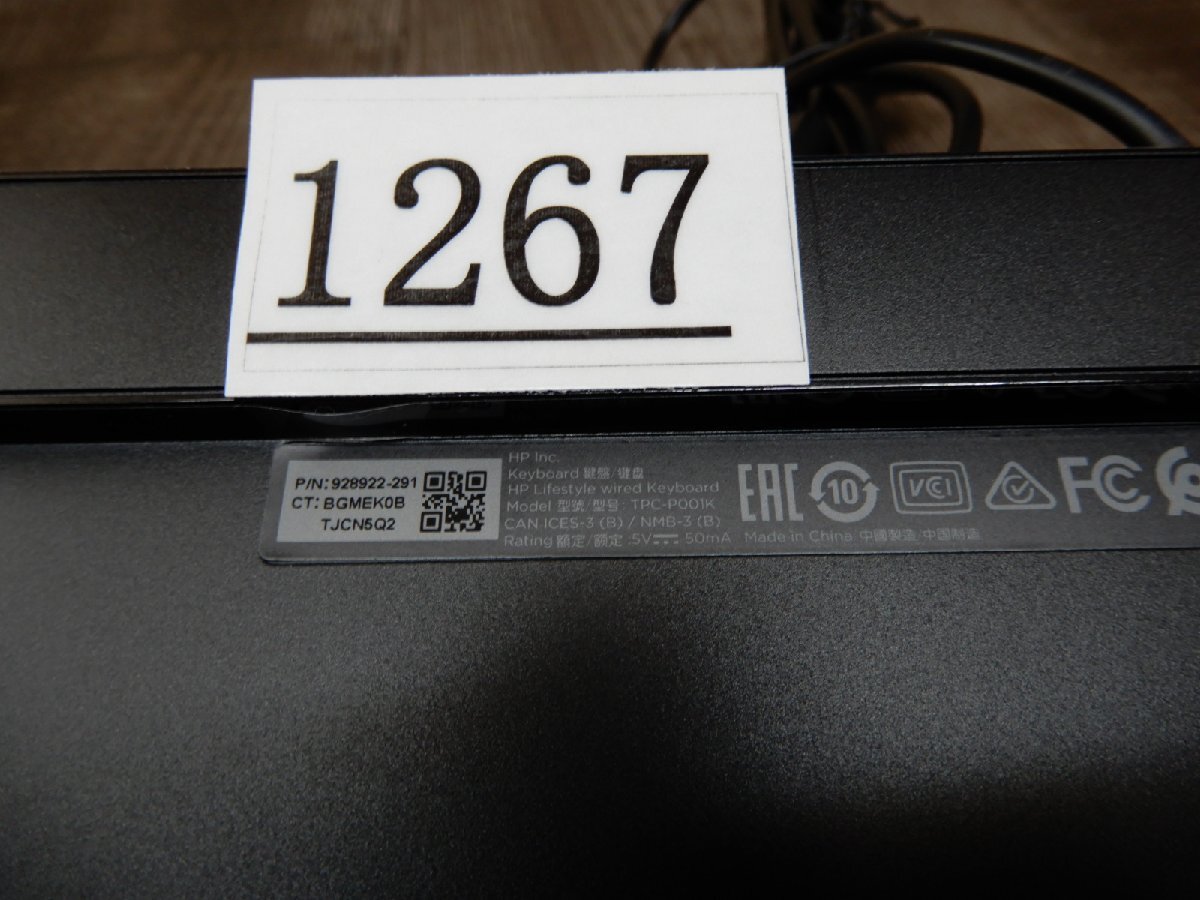 1267
P/N: 928922-291
CT: BGMEK0B
TJCN5Q2
HP Inc.
Keyboard 鍵盤/键盘
HP Lifestyle wired Keyboard
Model 型號/型号: TPC-P001K
CAN ICES-3 (B) / NMB-3 (B)
Rating 額定/额定 :5V⎓ 50mA
Made in China 中國製造/中国制造
EAC
10
VCCI
FC